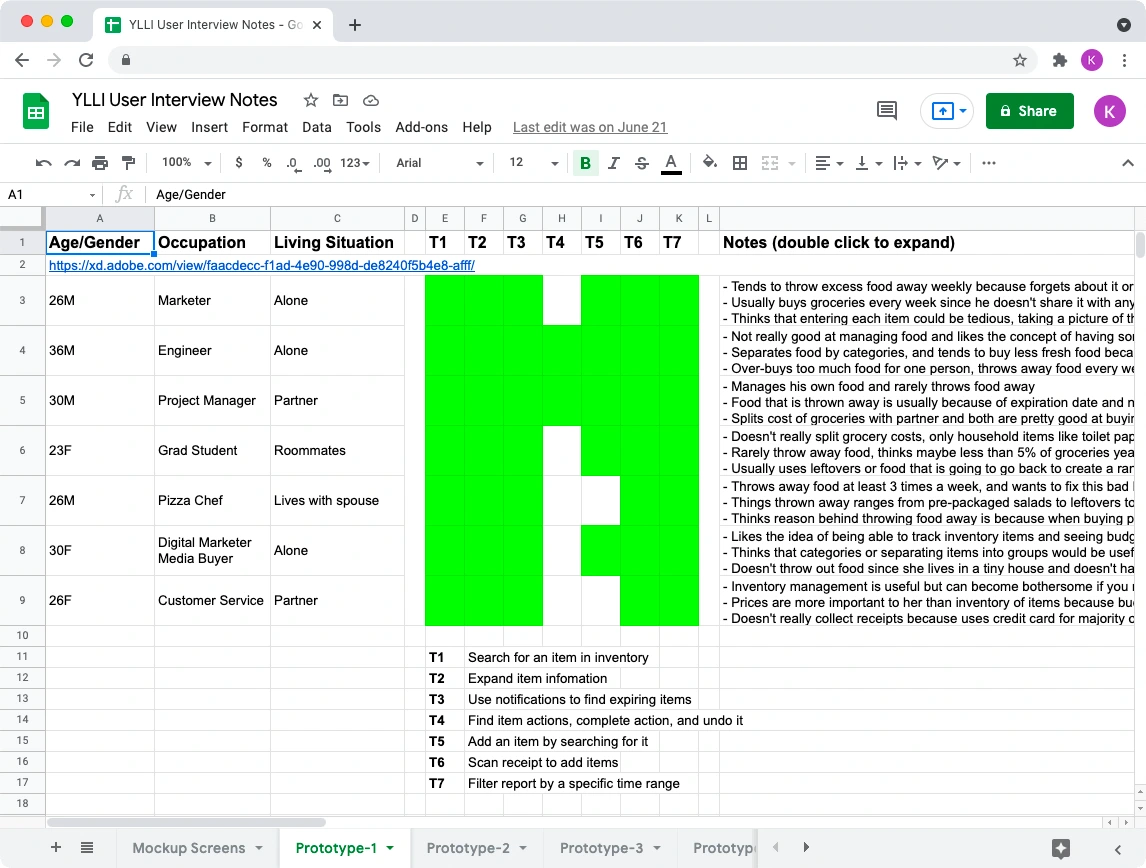 YLLI User Interview Notes - Go
K
YLLI User Interview Notes
File Edit View Insert Format Data Tools Add-ons Help Last edit was on June 21
Share
K
100% $ % .0 .00 123 Arial 12 B I S A
A1 fx Age/Gender
A B C D E F G H I J K L
1 Age/Gender Occupation Living Situation T1 T2 T3 T4 T5 T6 T7 Notes (double click to expand)
2 https://xd.adobe.com/view/faacdecc-f1ad-4e90-998d-de8240f5b4e8-afff/
3 26M Marketer Alone
- Tends to throw excess food away weekly because forgets about it or
- Usually buys groceries every week since he doesn't share it with any
- Thinks that entering each item could be tedious, taking a picture of th
4 36M Engineer Alone
- Not really good at managing food and likes the concept of having so
- Separates food by categories, and tends to buy less fresh food beca
- Over-buys too much food for one person, throws away food every we
5 30M Project Manager Partner
- Manages his own food and rarely throws food away
- Food that is thrown away is usually because of expiration date and n
- Splits cost of groceries with partner and both are pretty good at buyin
6 23F Grad Student Roommates
- Doesn't really split grocery costs, only household items like toilet pap
- Rarely throw away food, thinks maybe less than 5% of groceries yea
- Usually uses leftovers or food that is going to go back to create a ran
7 26M Pizza Chef Lives with spouse
- Throws away food at least 3 times a week, and wants to fix this bad
- Things thrown away ranges from pre-packaged salads to leftovers to
- Thinks reason behind throwing food away is because when buying p
8 30F Digital Marketer Alone
Media Buyer
- Likes the idea of being able to track inventory items and seeing budg
- Thinks that categories or separating items into groups would be usef
- Doesn't throw out food since she lives in a tiny house and doesn't ha
9 26F Customer Service Partner
- Inventory management is useful but can become bothersome if you
- Prices are more important to her than inventory of items because bu
- Doesn't really collect receipts because uses credit card for majority o
10
11 T1 Search for an item in inventory
12 T2 Expand item infomation
13 T3 Use notifications to find expiring items
14 T4 Find item actions, complete action, and undo it
15 T5 Add an item by searching for it
16 T6 Scan receipt to add items
17 T7 Filter report by a specific time range
18
Mockup Screens Prototype-1 Prototype-2 Prototype-3 Prototyp